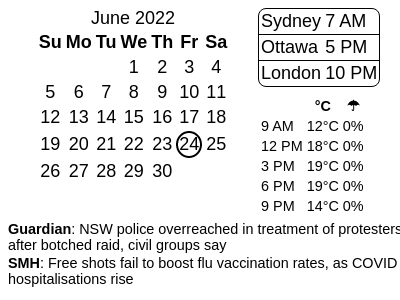 June 2022
Su Mo Tu We Th Fr Sa
1 2 3 4
5 6 7 8 9 10 11
12 13 14 15 16 17 18
19 20 21 22 23 24 25
26 27 28 29 30
Sydney 7 AM
Ottawa 5 PM
London 10 PM
°C ☂
9 AM 12°C 0%
12 PM 18°C 0%
3 PM 19°C 0%
6 PM 19°C 0%
9 PM 14°C 0%
Guardian: NSW police overreached in treatment of protesters
after botched raid, civil groups say
SMH: Free shots fail to boost flu vaccination rates, as COVID
hospitalisations rise